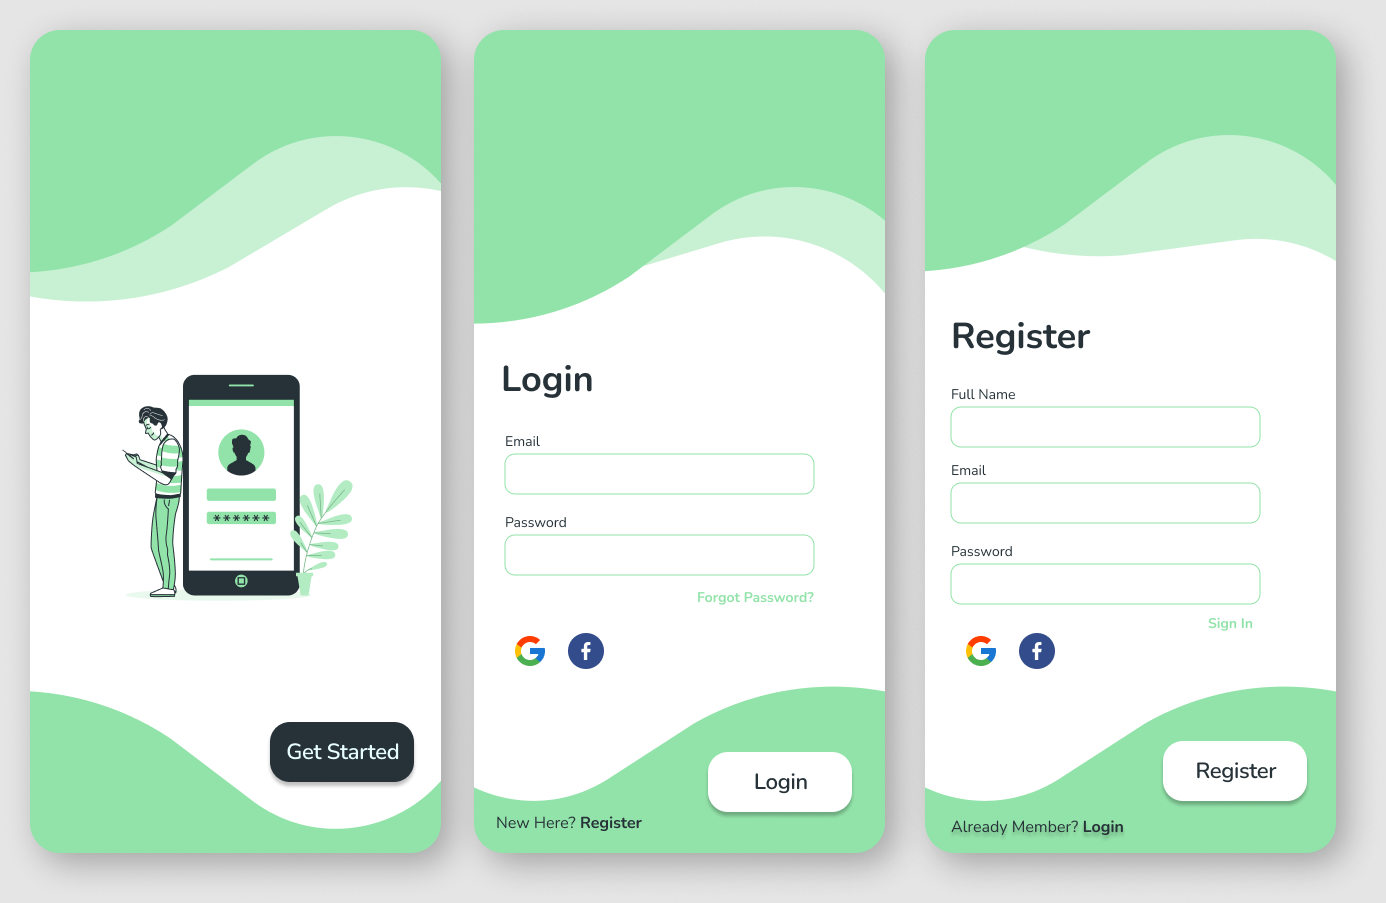 ******
Get Started
Login
Email
Password
Forgot Password?
Login
New Here? Register
Register
Full Name
Email
Password
Sign In
Register
Already Member? Login